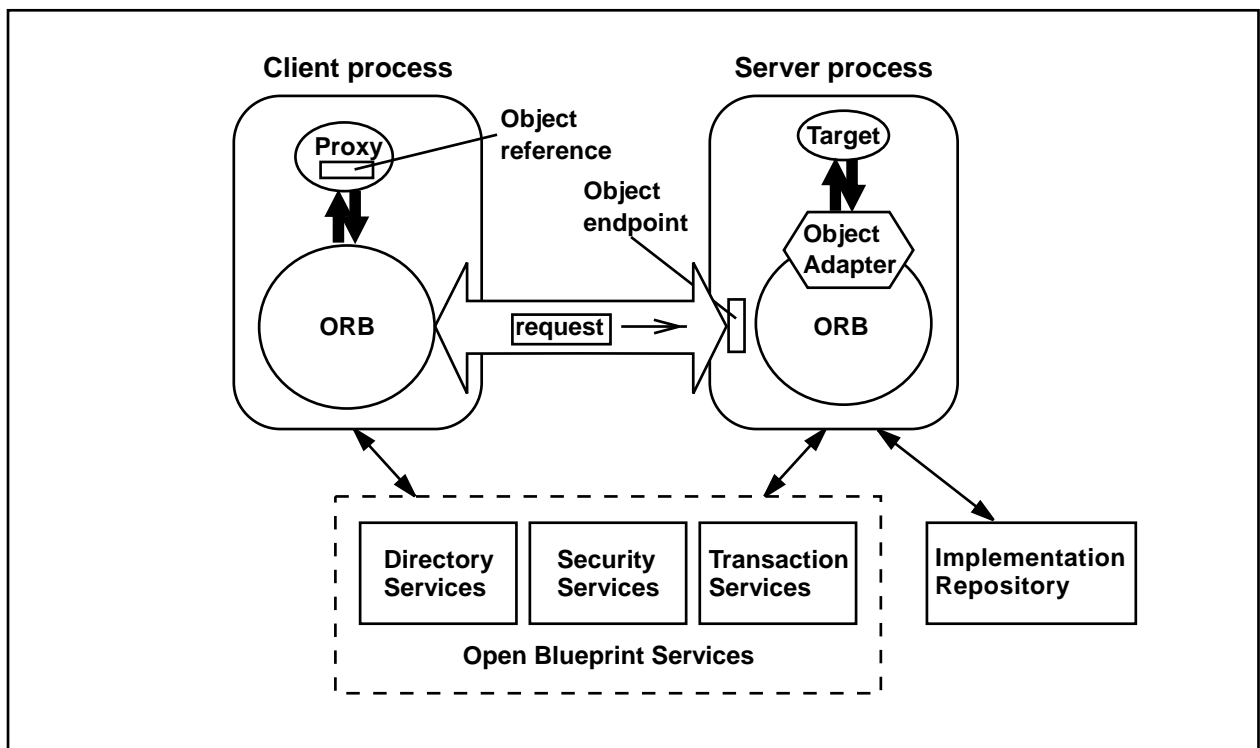 Client process
Server process
Proxy
Object
reference
Target
Object
endpoint
Object
Adapter
ORB
request
ORB
Directory
Services
Security
Services
Transaction
Services
Implementation
Repository
Open Blueprint Services